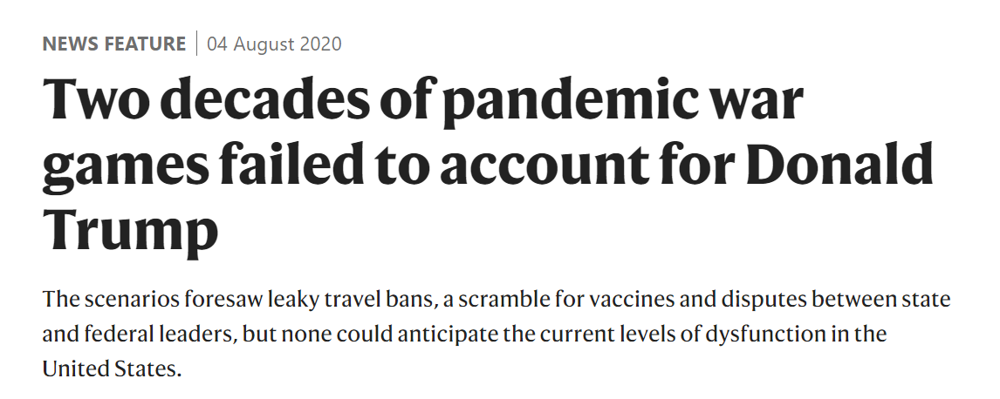 NEWS FEATURE | 04 August 2020
Two decades of pandemic war
games failed to account for Donald
Trump
The scenarios foresaw leaky travel bans, a scramble for vaccines and disputes between state
and federal leaders, but none could anticipate the current levels of dysfunction in the
United States.